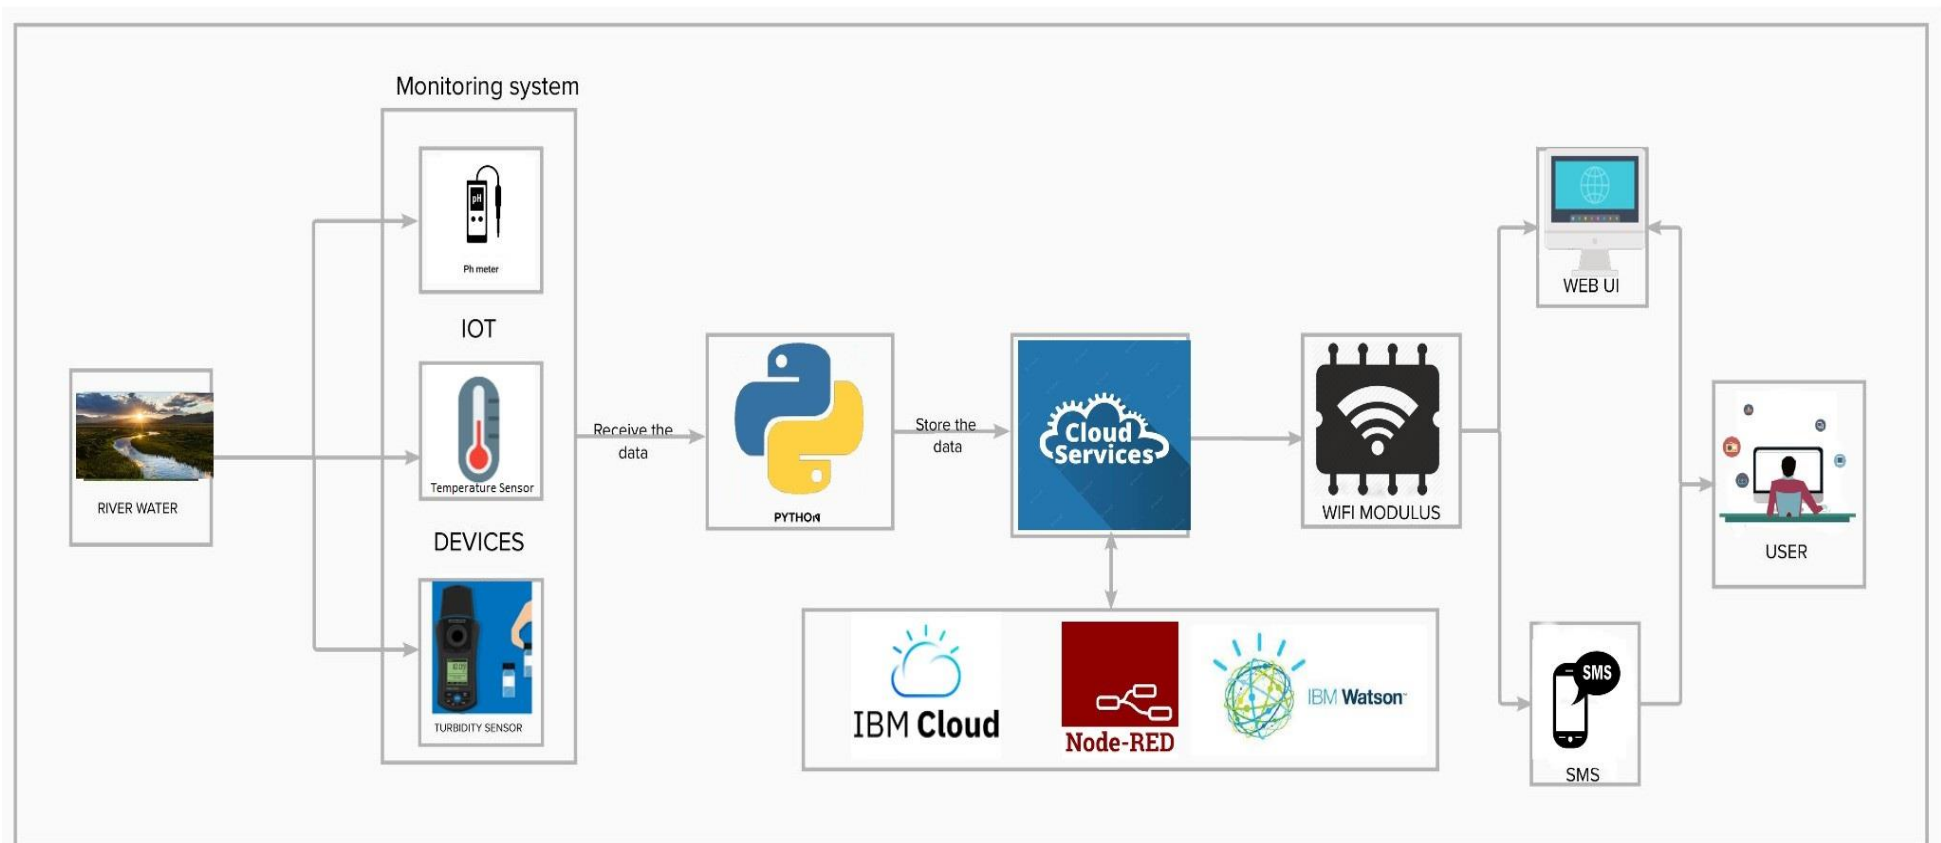 Monitoring system
pH
Ph meter
IOT
Temperature Sensor
DEVICES
TURBIDITY SENSOR
RIVER WATER
Receive the
data
PYTHON
Store the
data
Cloud
Services
WIFI MODULUS
IBM Cloud
Node-RED
IBM Watson
WEB UI
SMS
SMS
USER